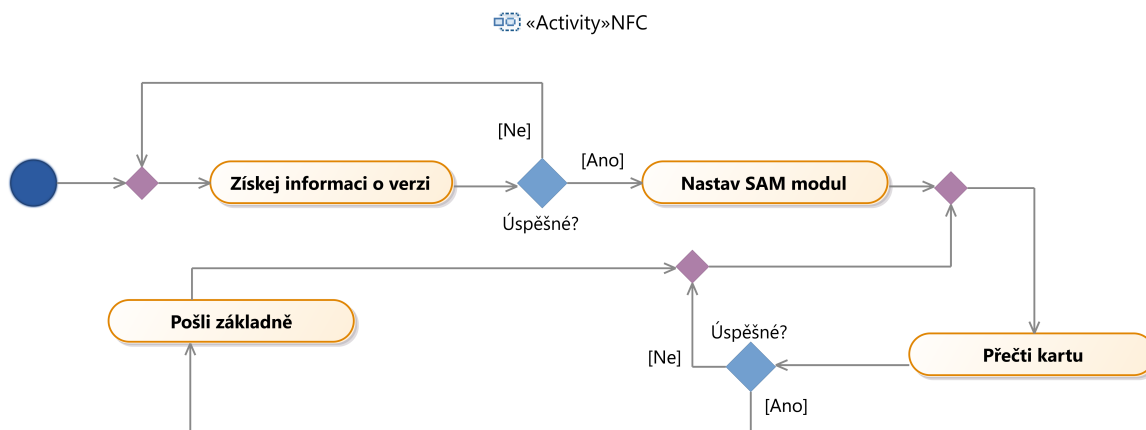 «Activity»NFC
[Ne]
[Ano]
Získej informaci o verzi
Nastav SAM modul
Úspěšné?
Pošli základně
Úspěšné?
[Ne]
Přečti kartu
[Ano]